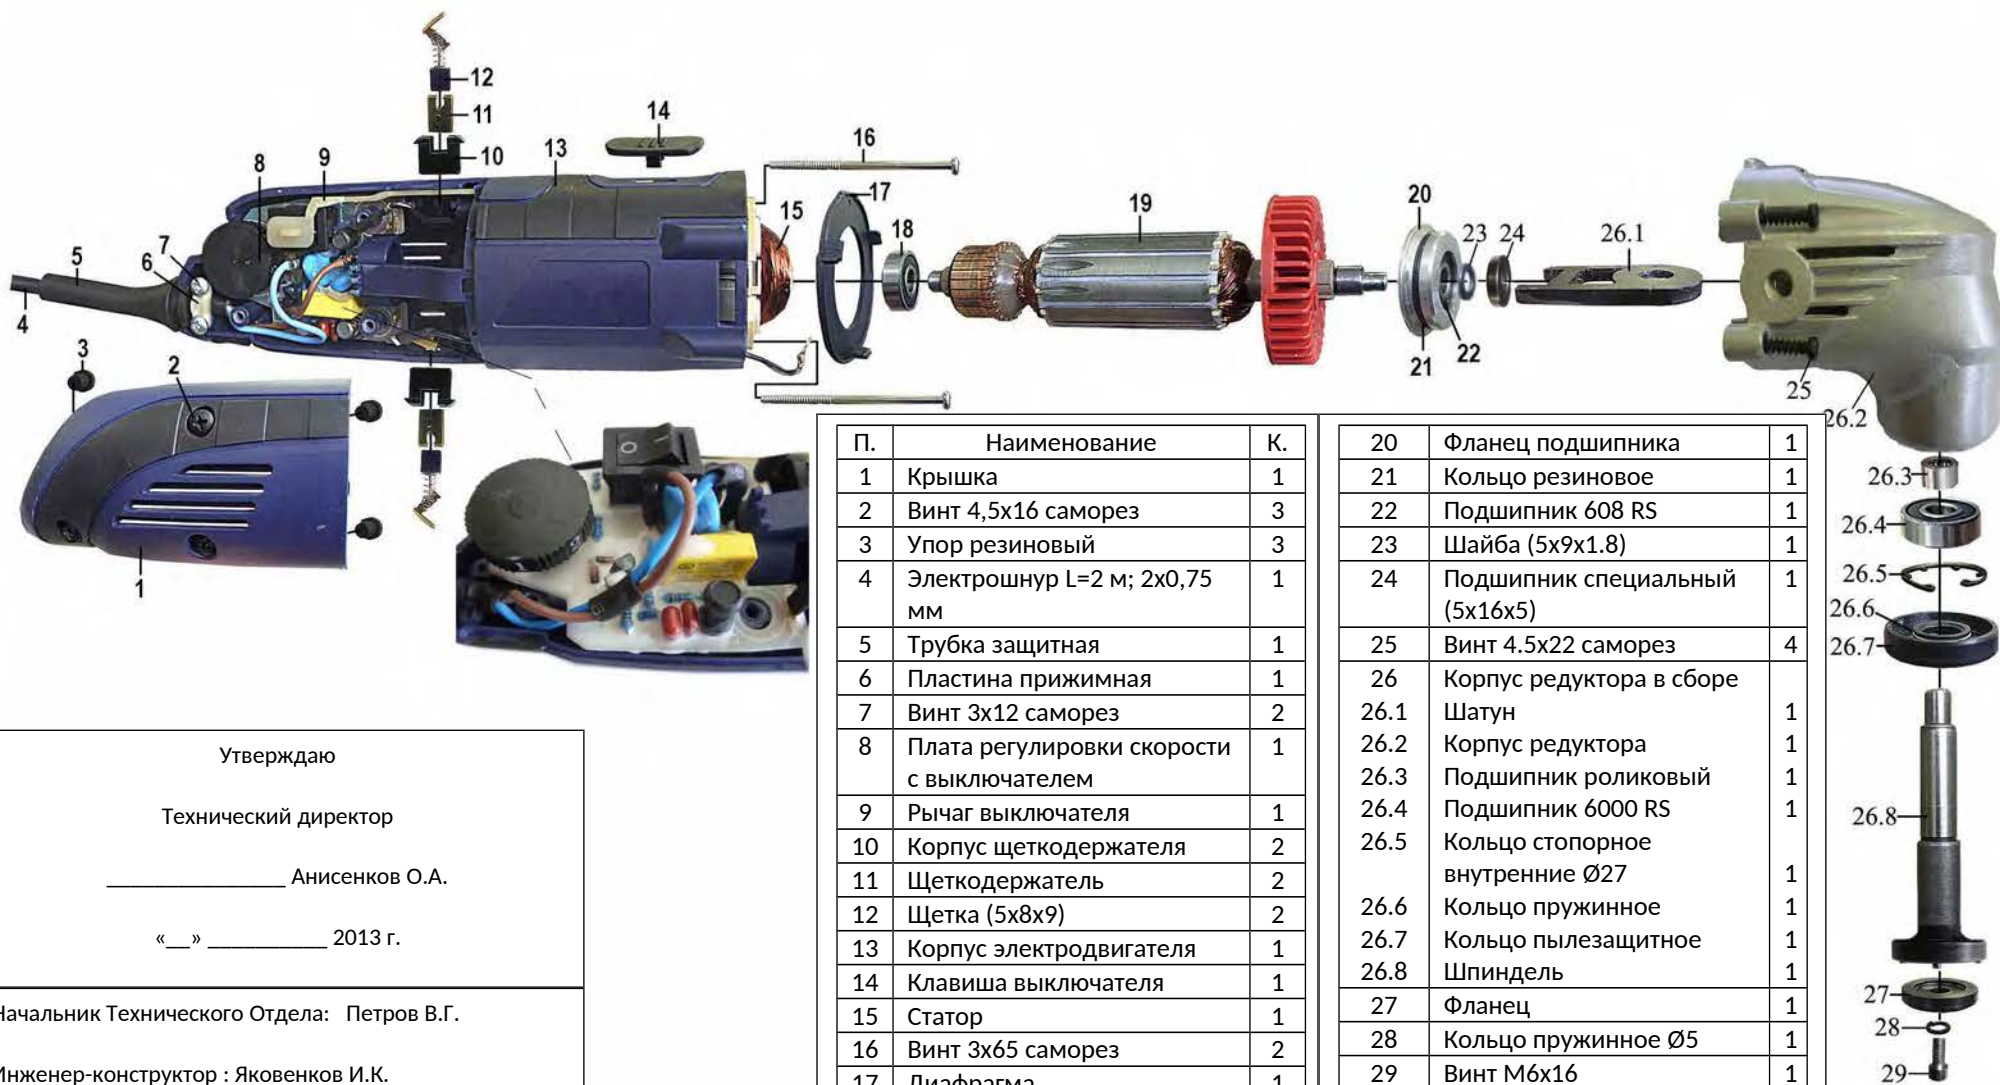 12
11
10
14
13
16
9
8
17
15
18
7
6
5
4
19
20
23
24
26.1
21
22
25
26.2
3
2
1
26.3
26.4
26.5
26.6
26.7
26.8
27
28
29
П. Наименование К.
1 Крышка 1
2 Винт 4,5х16 саморез 3
3 Упор резиновый 3
4 Электрошнур L=2 м; 2х0,75 1
мм
5 Трубка защитная 1
6 Пластина прижимная 1
7 Винт 3х12 саморез 2
8 Плата регулировки скорости 1
с выключателем
9 Рычаг выключателя 1
10 Корпус щеткодержателя 2
11 Щеткодержатель 2
12 Щетка (5х8х9) 2
13 Корпус электродвигателя 1
14 Клавиша выключателя 1
15 Статор 1
16 Винт 3х65 саморез 2
17 Диафрагма 1
20 Фланец подшипника 1
21 Кольцо резиновое 1
22 Подшипник 608 RS 1
23 Шайба (5х9х1.8) 1
24 Подшипник специальный 1
(5х16х5)
25 Винт 4.5х22 саморез 4
26 Корпус редуктора в сборе
26.1 Шатун 1
26.2 Корпус редуктора 1
26.3 Подшипник роликовый 1
26.4 Подшипник 6000 RS 1
26.5 Кольцо стопорное
внутренние Ø27 1
26.6 Кольцо пружинное 1
26.7 Кольцо пылезащитное 1
26.8 Шпиндель 1
27 Фланец 1
28 Кольцо пружинное Ø5 1
29 Винт М6х16 1
Утверждаю
Технический директор
_______________ Анисенков О.А.
«__» __________ 2013 г.
Начальник Технического Отдела: Петров В.Г.
Инженер-конструктор : Яковенков И.К.